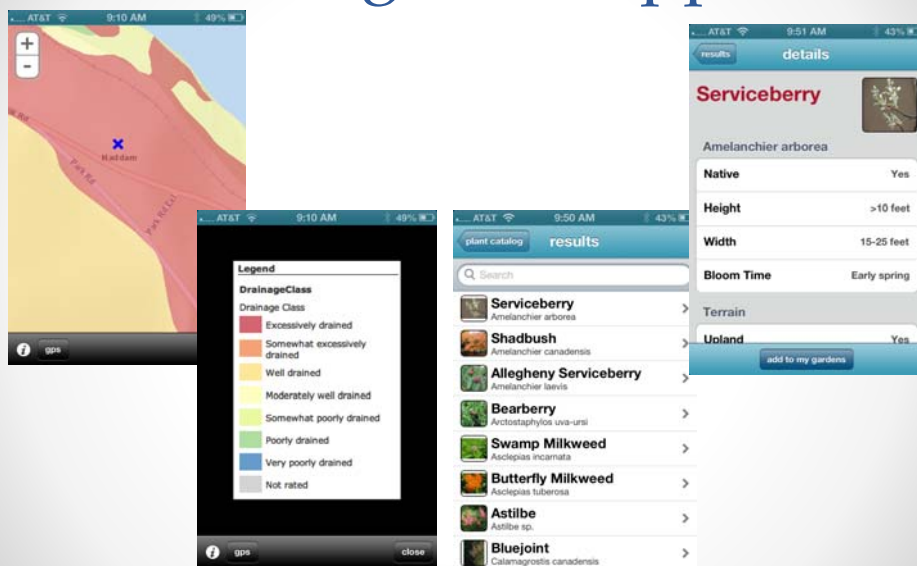 AT&T 9:10 AM 49%
+
-
Rd
Haddam
Park Rd
Park Rd Ext
i gps
AT&T 9:10 AM 49%
Legend
DrainageClass
Drainage Class
Excessively drained
Somewhat excessively
drained
Well drained
Moderately well drained
Somewhat poorly drained
Poorly drained
Very poorly drained
Not rated
i gps close
AT&T 9:50 AM 43%
plant catalog results
Search
Serviceberry
Amelanchier arborea
Shadbush
Amelanchier canadensis
Allegheny Serviceberry
Amelanchier laevis
Bearberry
Arctostaphylos uva-ursi
Swamp Milkweed
Asclepias incarnata
Butterfly Milkweed
Asclepias tuberosa
Astilbe
Astilbe sp.
Bluejoint
Calamagrostis canadensis
AT&T 9:51 AM 43%
results details
Serviceberry
Amelanchier arborea
Native Yes
Height >10 feet
Width 15-25 feet
Bloom Time Early spring
Terrain
Upland Yes
add to my gardens